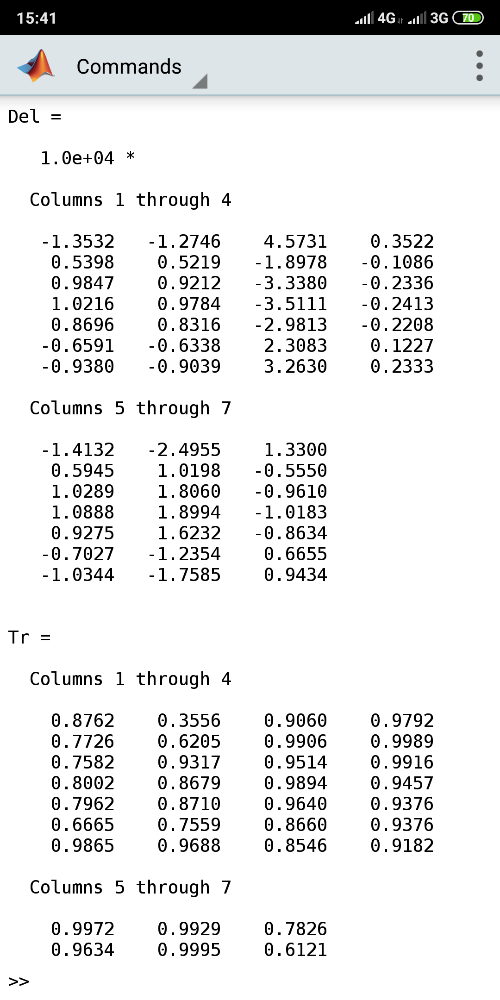 15:41 4G 3G 70
Commands
Del =
1.0e+04 *
Columns 1 through 4
-1.3532 -1.2746 4.5731 0.3522
0.5398 0.5219 -1.8978 -0.1086
0.9847 0.9212 -3.3380 -0.2336
1.0216 0.9784 -3.5111 -0.2413
0.8696 0.8316 -2.9813 -0.2208
-0.6591 -0.6338 2.3083 0.1227
-0.9380 -0.9039 3.2630 0.2333
Columns 5 through 7
-1.4132 -2.4955 1.3300
0.5945 1.0198 -0.5550
1.0289 1.8060 -0.9610
1.0888 1.8994 -1.0183
0.9275 1.6232 -0.8634
-0.7027 -1.2354 0.6655
-1.0344 -1.7585 0.9434
Tr =
Columns 1 through 4
0.8762 0.3556 0.9060 0.9792
0.7726 0.6205 0.9906 0.9989
0.7582 0.9317 0.9514 0.9916
0.8002 0.8679 0.9894 0.9457
0.7962 0.8710 0.9640 0.9376
0.6665 0.7559 0.8660 0.9376
0.9865 0.9688 0.8546 0.9182
Columns 5 through 7
0.9972 0.9929 0.7826
0.9634 0.9995 0.6121
>>